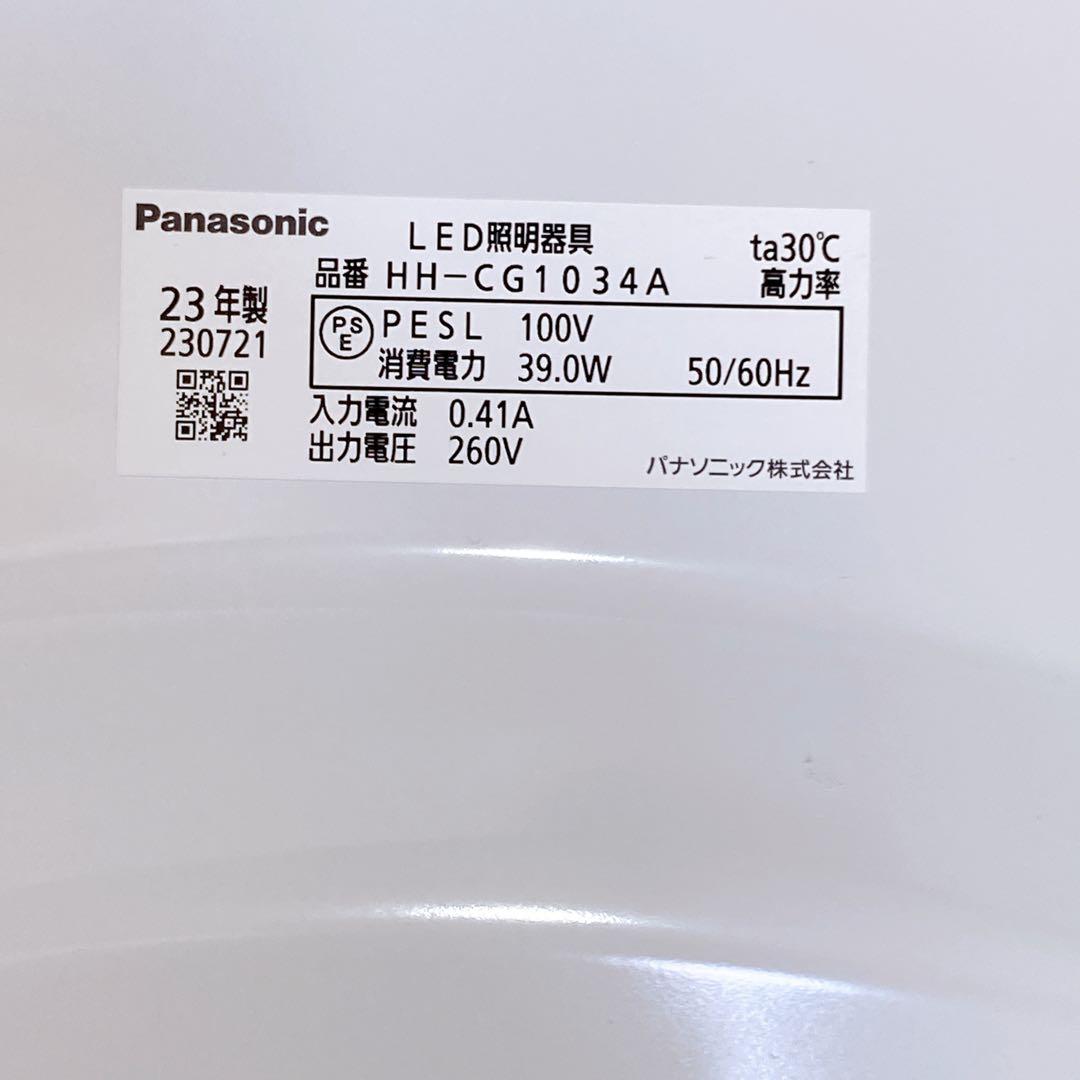 Panasonic
LED照明器具
ta30℃
品番 HH-CG1034A
高力率
23年製
230721
PSE PESL 100V
消費電力 39.0W 50/60Hz
入力電流 0.41A
出力電圧 260V
パナソニック株式会社